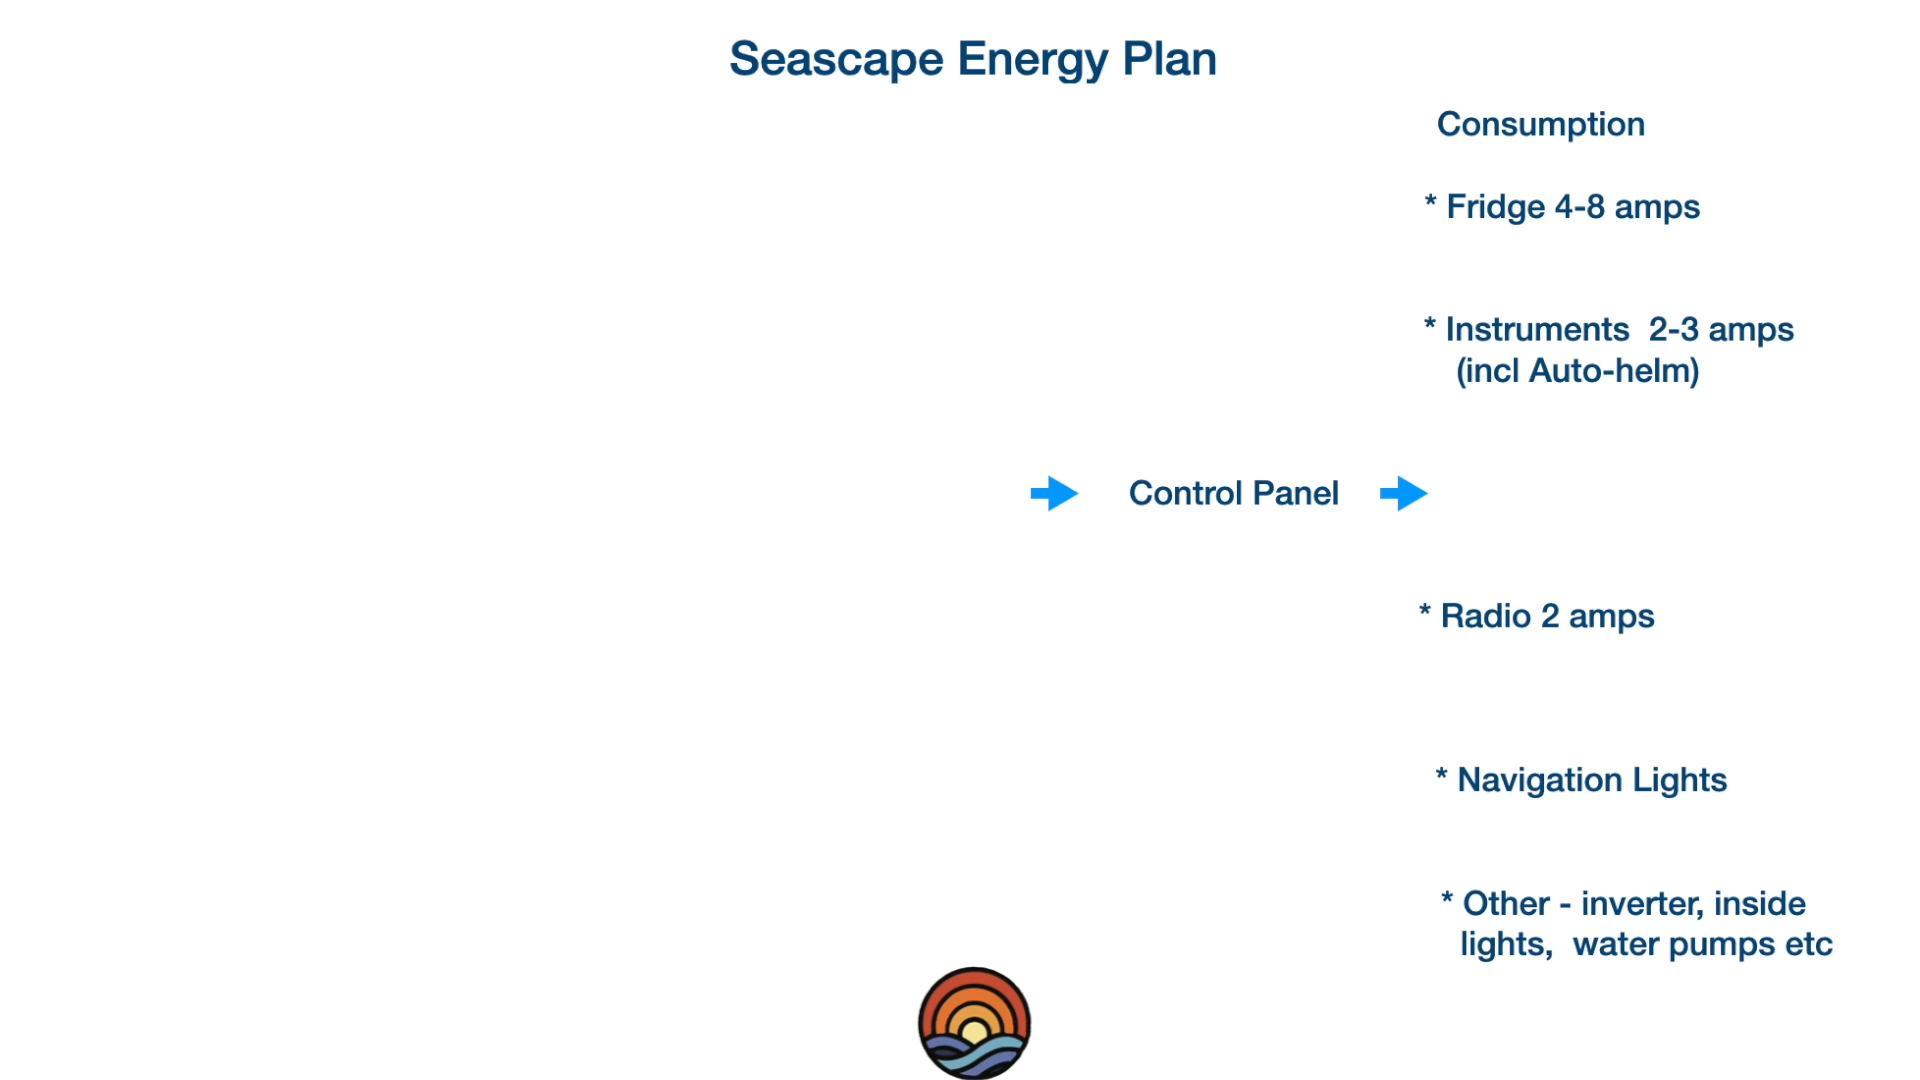 Seascape Energy Plan
Consumption
* Fridge 4-8 amps
* Instruments  2-3 amps
(incl Auto-helm)
Control Panel
* Radio 2 amps
* Navigation Lights
* Other - inverter, inside
lights,  water pumps etc